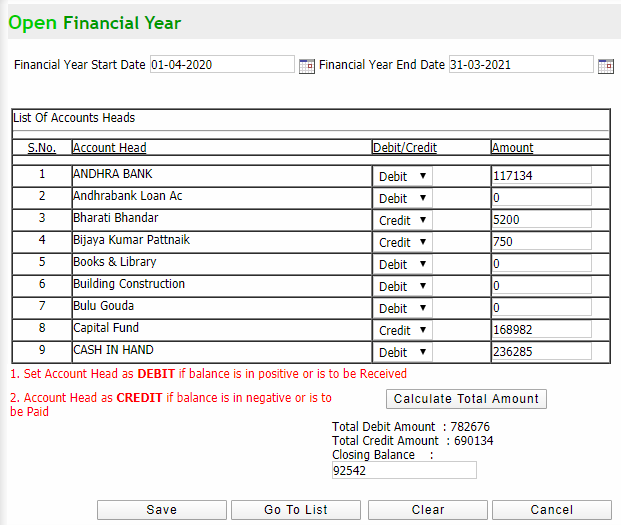 Open Financial Year
Financial Year Start Date 01-04-2020 Financial Year End Date 31-03-2021
List Of Accounts Heads
S.No. Account Head Debit/Credit Amount
1 ANDHRA BANK Debit 117134
2 Andhrabank Loan Ac Debit 0
3 Bharati Bhandar Credit 5200
4 Bijaya Kumar Pattnaik Credit 750
5 Books & Library Debit 0
6 Building Construction Debit 0
7 Bulu Gouda Debit 0
8 Capital Fund Credit 168982
9 CASH IN HAND Debit 236285
1. Set Account Head as DEBIT if balance is in positive or is to be Received
2. Account Head as CREDIT if balance is in negative or is to
be Paid
Calculate Total Amount
Total Debit Amount : 782676
Total Credit Amount : 690134
Closing Balance :
92542
Save Go To List Clear Cancel